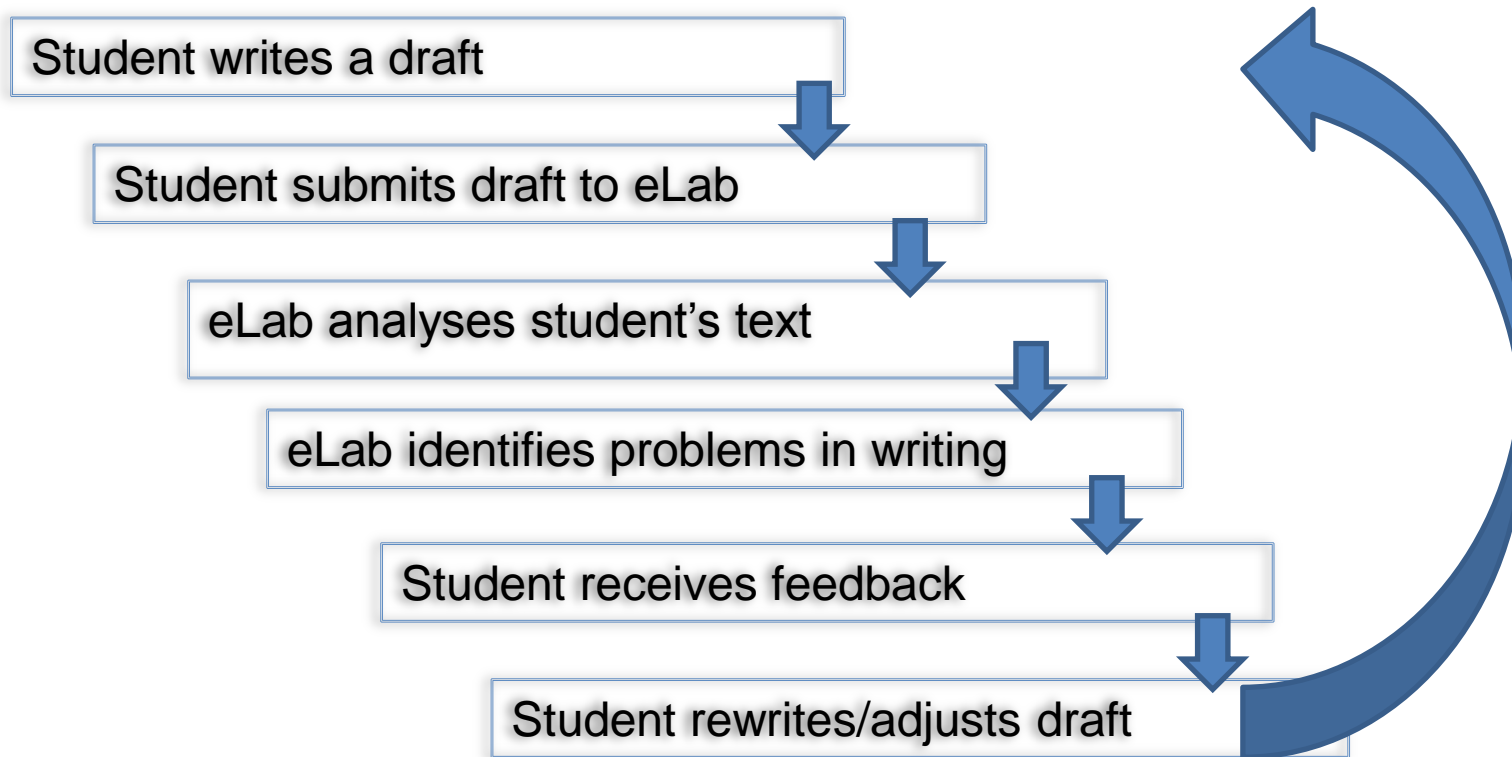 Student writes a draft
Student submits draft to eLab
eLab analyses student’s text
eLab identifies problems in writing
Student receives feedback
Student rewrites/adjusts draft